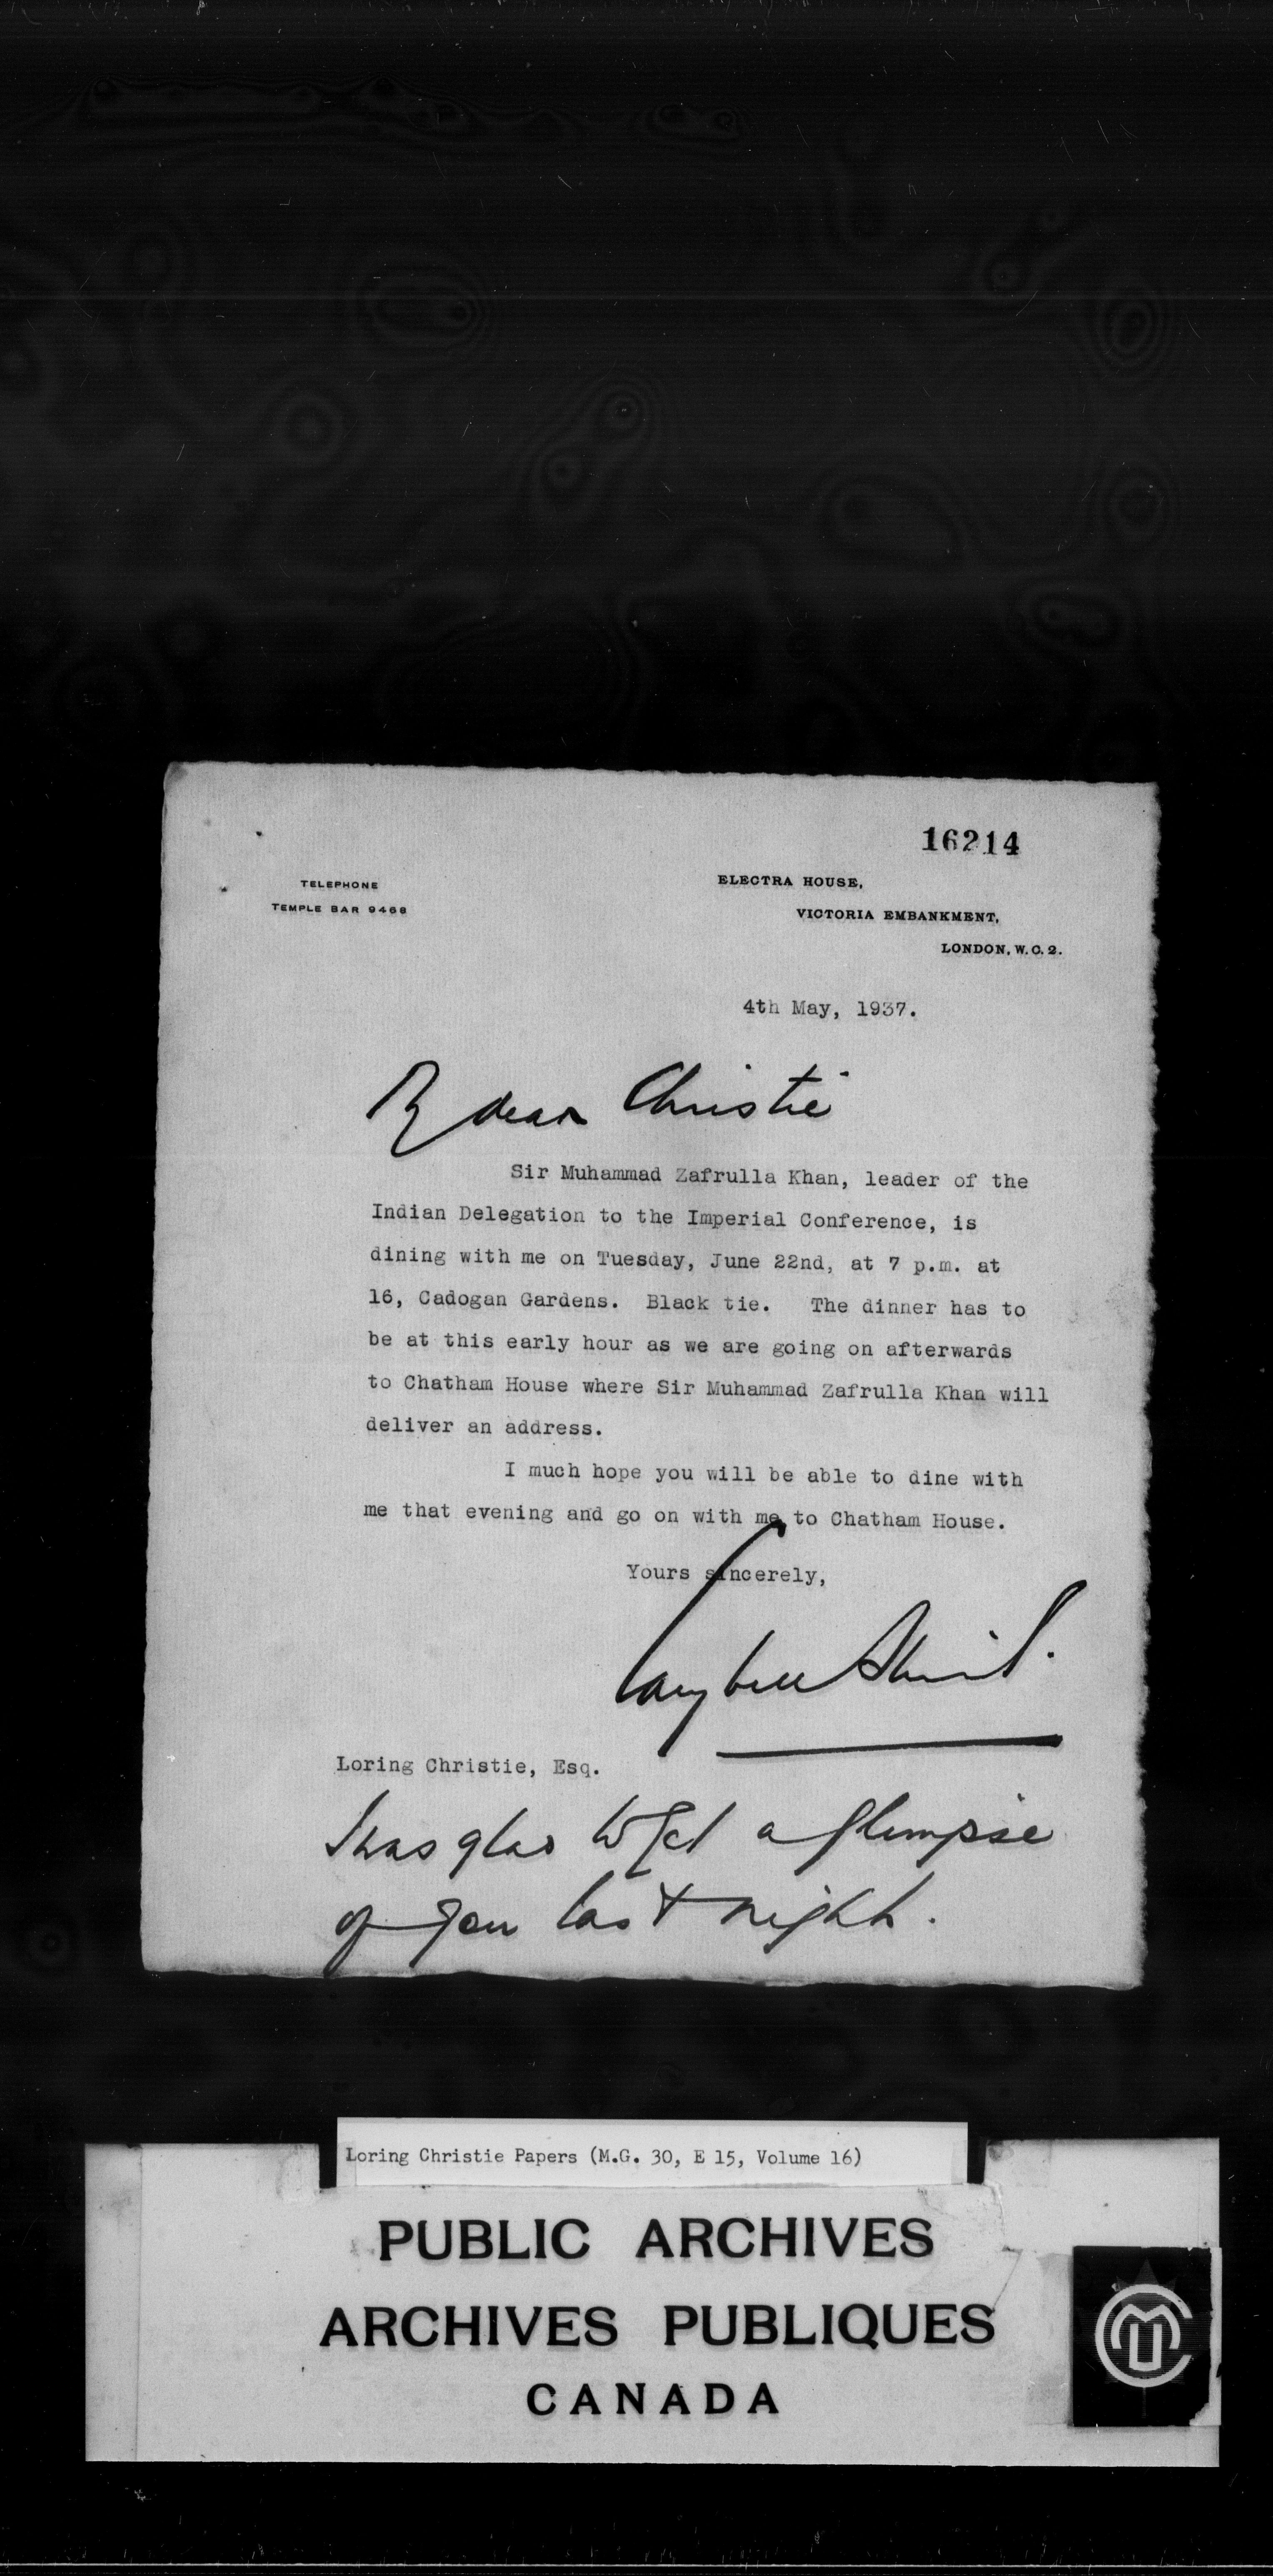 16214
TELEPHONE
TEMPLE BAR 9468
ELECTRA HOUSE,
VICTORIA EMBANKMENT,
LONDON, W.C.2.
4th May, 1937.
My dear Christie
Sir Muhammad Zafrulla Khan, leader of the
Indian Delegation to the Imperial Conference, is
dining with me on Tuesday, June 22nd, at 7 p.m. at
16, Cadogan Gardens. Black tie. The dinner has to
be at this early hour as we are going on afterwards
to Chatham House where Sir Muhammad Zafrulla Khan will
deliver an address.
I much hope you will be able to dine with
me that evening and go on with me to Chatham House.
Yours sincerely,
Campbell Stuart.
Loring Christie, Esq.
I was glad to get a glimpse
of you last night.
Loring Christie Papers (M.G. 30, E 15, Volume 16)
PUBLIC ARCHIVES
ARCHIVES PUBLIQUES
CANADA